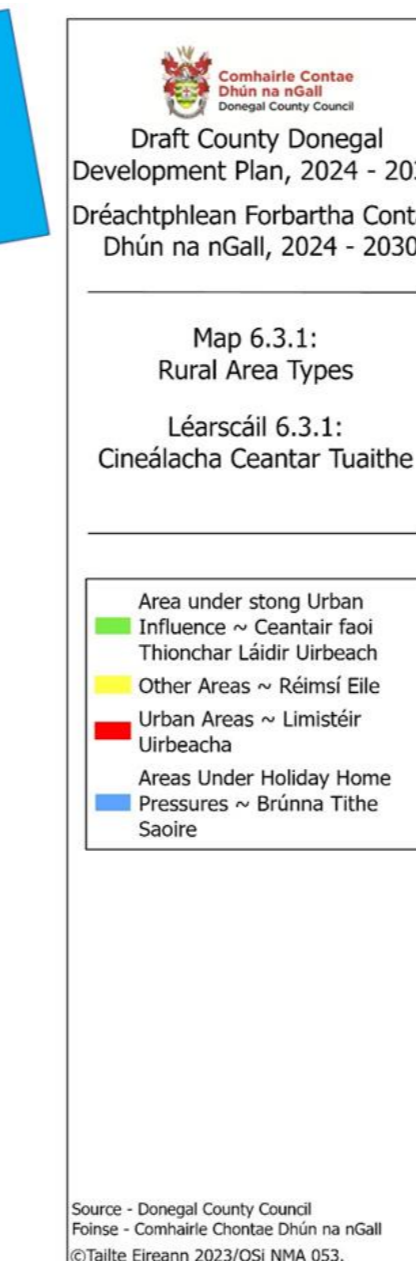 Comhairle Contae
Dhún na nGall
Donegal County Council
Draft County Donegal
Development Plan, 2024 - 203
Dréachtphlean Forbartha Conta
Dhún na nGall, 2024 - 2030
Map 6.3.1:
Rural Area Types
Léarscáil 6.3.1:
Cineálacha Ceantar Tuaithe
Area under stong Urban
Influence ~ Ceantair faoi
Thionchar Láidir Uirbeach
Other Areas ~ Réimsí Eile
Urban Areas ~ Limistéir
Uirbeacha
Areas Under Holiday Home
Pressures ~ Brúnna Tithe
Saoire
Source - Donegal County Council
Foinse - Comhairle Chontae Dhún na nGall
©Tailte Eireann 2023/OSi NMA 053.